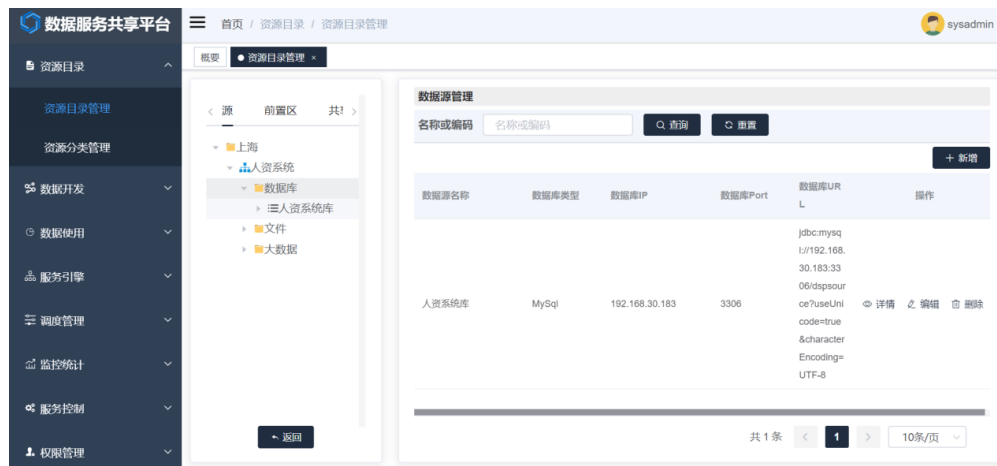 数据服务共享平台
首页 / 资源目录 / 资源目录管理
sysadmin
资源目录
资源目录管理
资源分类管理
数据开发
数据使用
服务引擎
调度管理
监控统计
服务控制
权限管理
概要
● 资源目录管理 ×
源 前置区
上海
人资系统
数据库
人资系统库
文件
大数据
返回
数据源管理
名称或编码 名称或编码 查询 重置
+ 新增
数据源名称 数据库类型 数据库IP 数据库Port 数据库UR 操作
L
人资系统库 MySql 192.168.30.183 3306
jdbc:mysq
l://192.168.
30.183:33
06/dspsour
ce?useUni
code=true
&character
Encoding=
UTF-8
详情 编辑 删除
共 1 条 < 1 > 10条/页